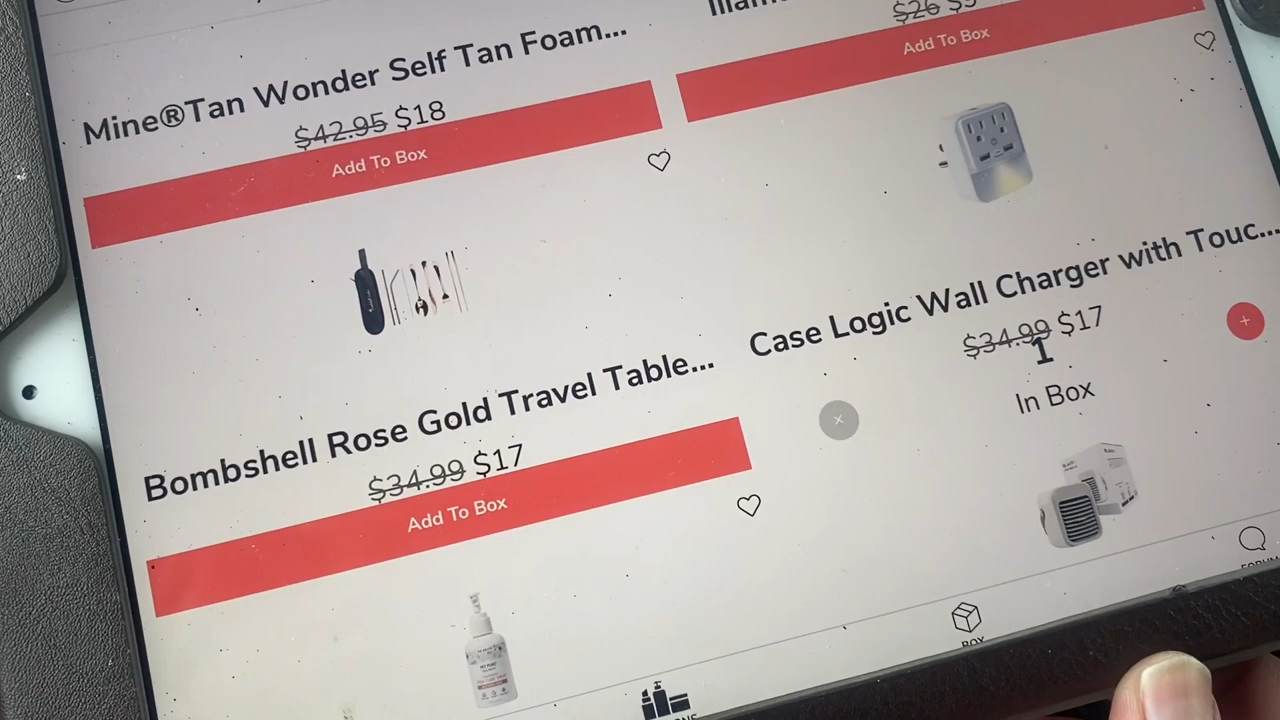 Mine®Tan Wonder Self Tan Foam...
$42.95 $18
Add To Box
$26
Add To Box
Bombshell Rose Gold Travel Table...
$34.99 $17
Add To Box
Case Logic Wall Charger with Touc...
$34.99 $17
1
In Box
BOX